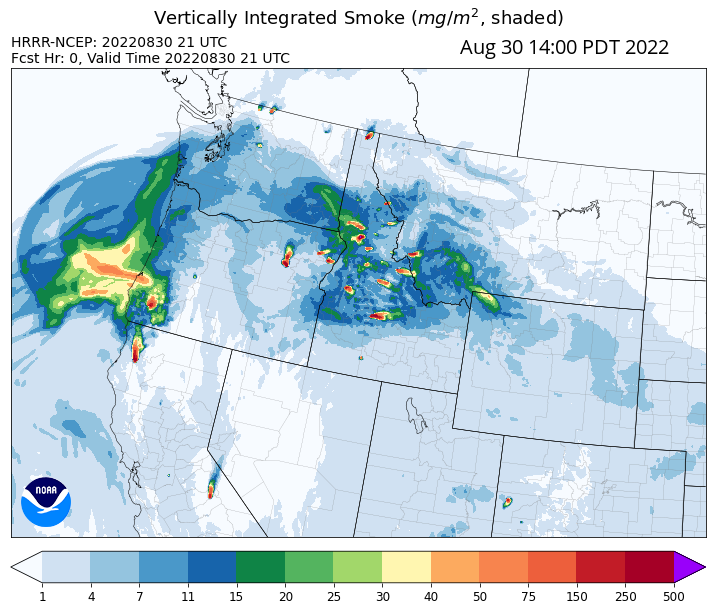 Vertically Integrated Smoke (mg/m², shaded)
HRRR-NCEP: 20220830 21 UTC
Aug 30 14:00 PDT 2022
Fcst Hr: 0, Valid Time 20220830 21 UTC
NOAA
1 4 7 11 15 20 25 30 40 50 75 150 250 500